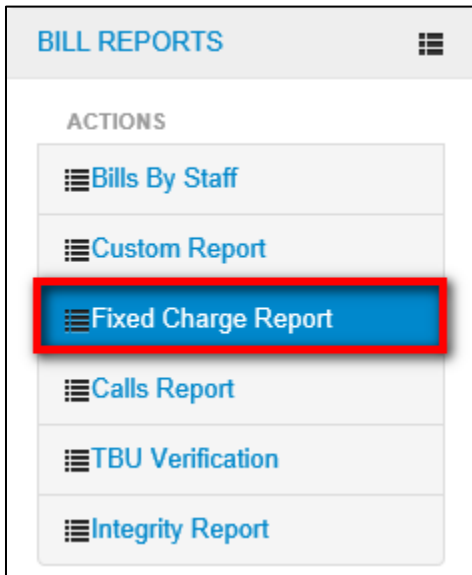 BILL REPORTS
ACTIONS
Bills By Staff
Custom Report
Fixed Charge Report
Calls Report
TBU Verification
Integrity Report